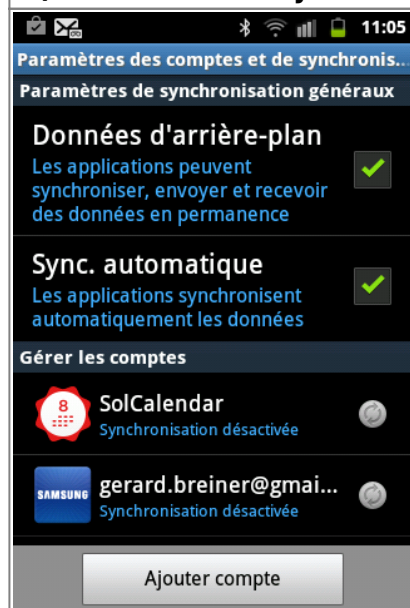 11:05
Paramètres des comptes et de synchronis...
Paramètres de synchronisation généraux
Données d'arrière-plan
Les applications peuvent
synchroniser, envoyer et recevoir
des données en permanence
Sync. automatique
Les applications synchronisent
automatiquement les données
Gérer les comptes
8
SolCalendar
Synchronisation désactivée
SAMSUNG
gerard.breiner@gmai...
Synchronisation désactivée
Ajouter compte